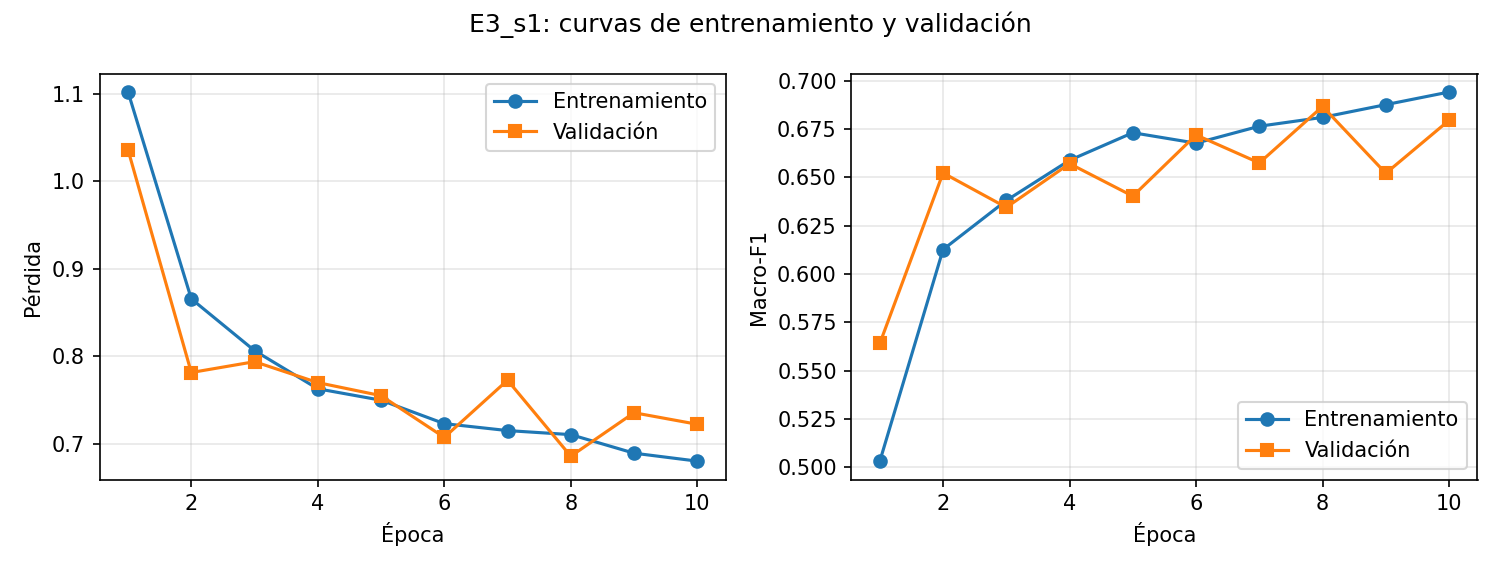 E3_s1: curvas de entrenamiento y validación
Pérdida
1.1
1.0
0.9
0.8
0.7
2
4
6
8
10
Época
Entrenamiento
Validación
Macro-F1
0.700
0.675
0.650
0.625
0.600
0.575
0.550
0.525
0.500
2
4
6
8
10
Época
Entrenamiento
Validación